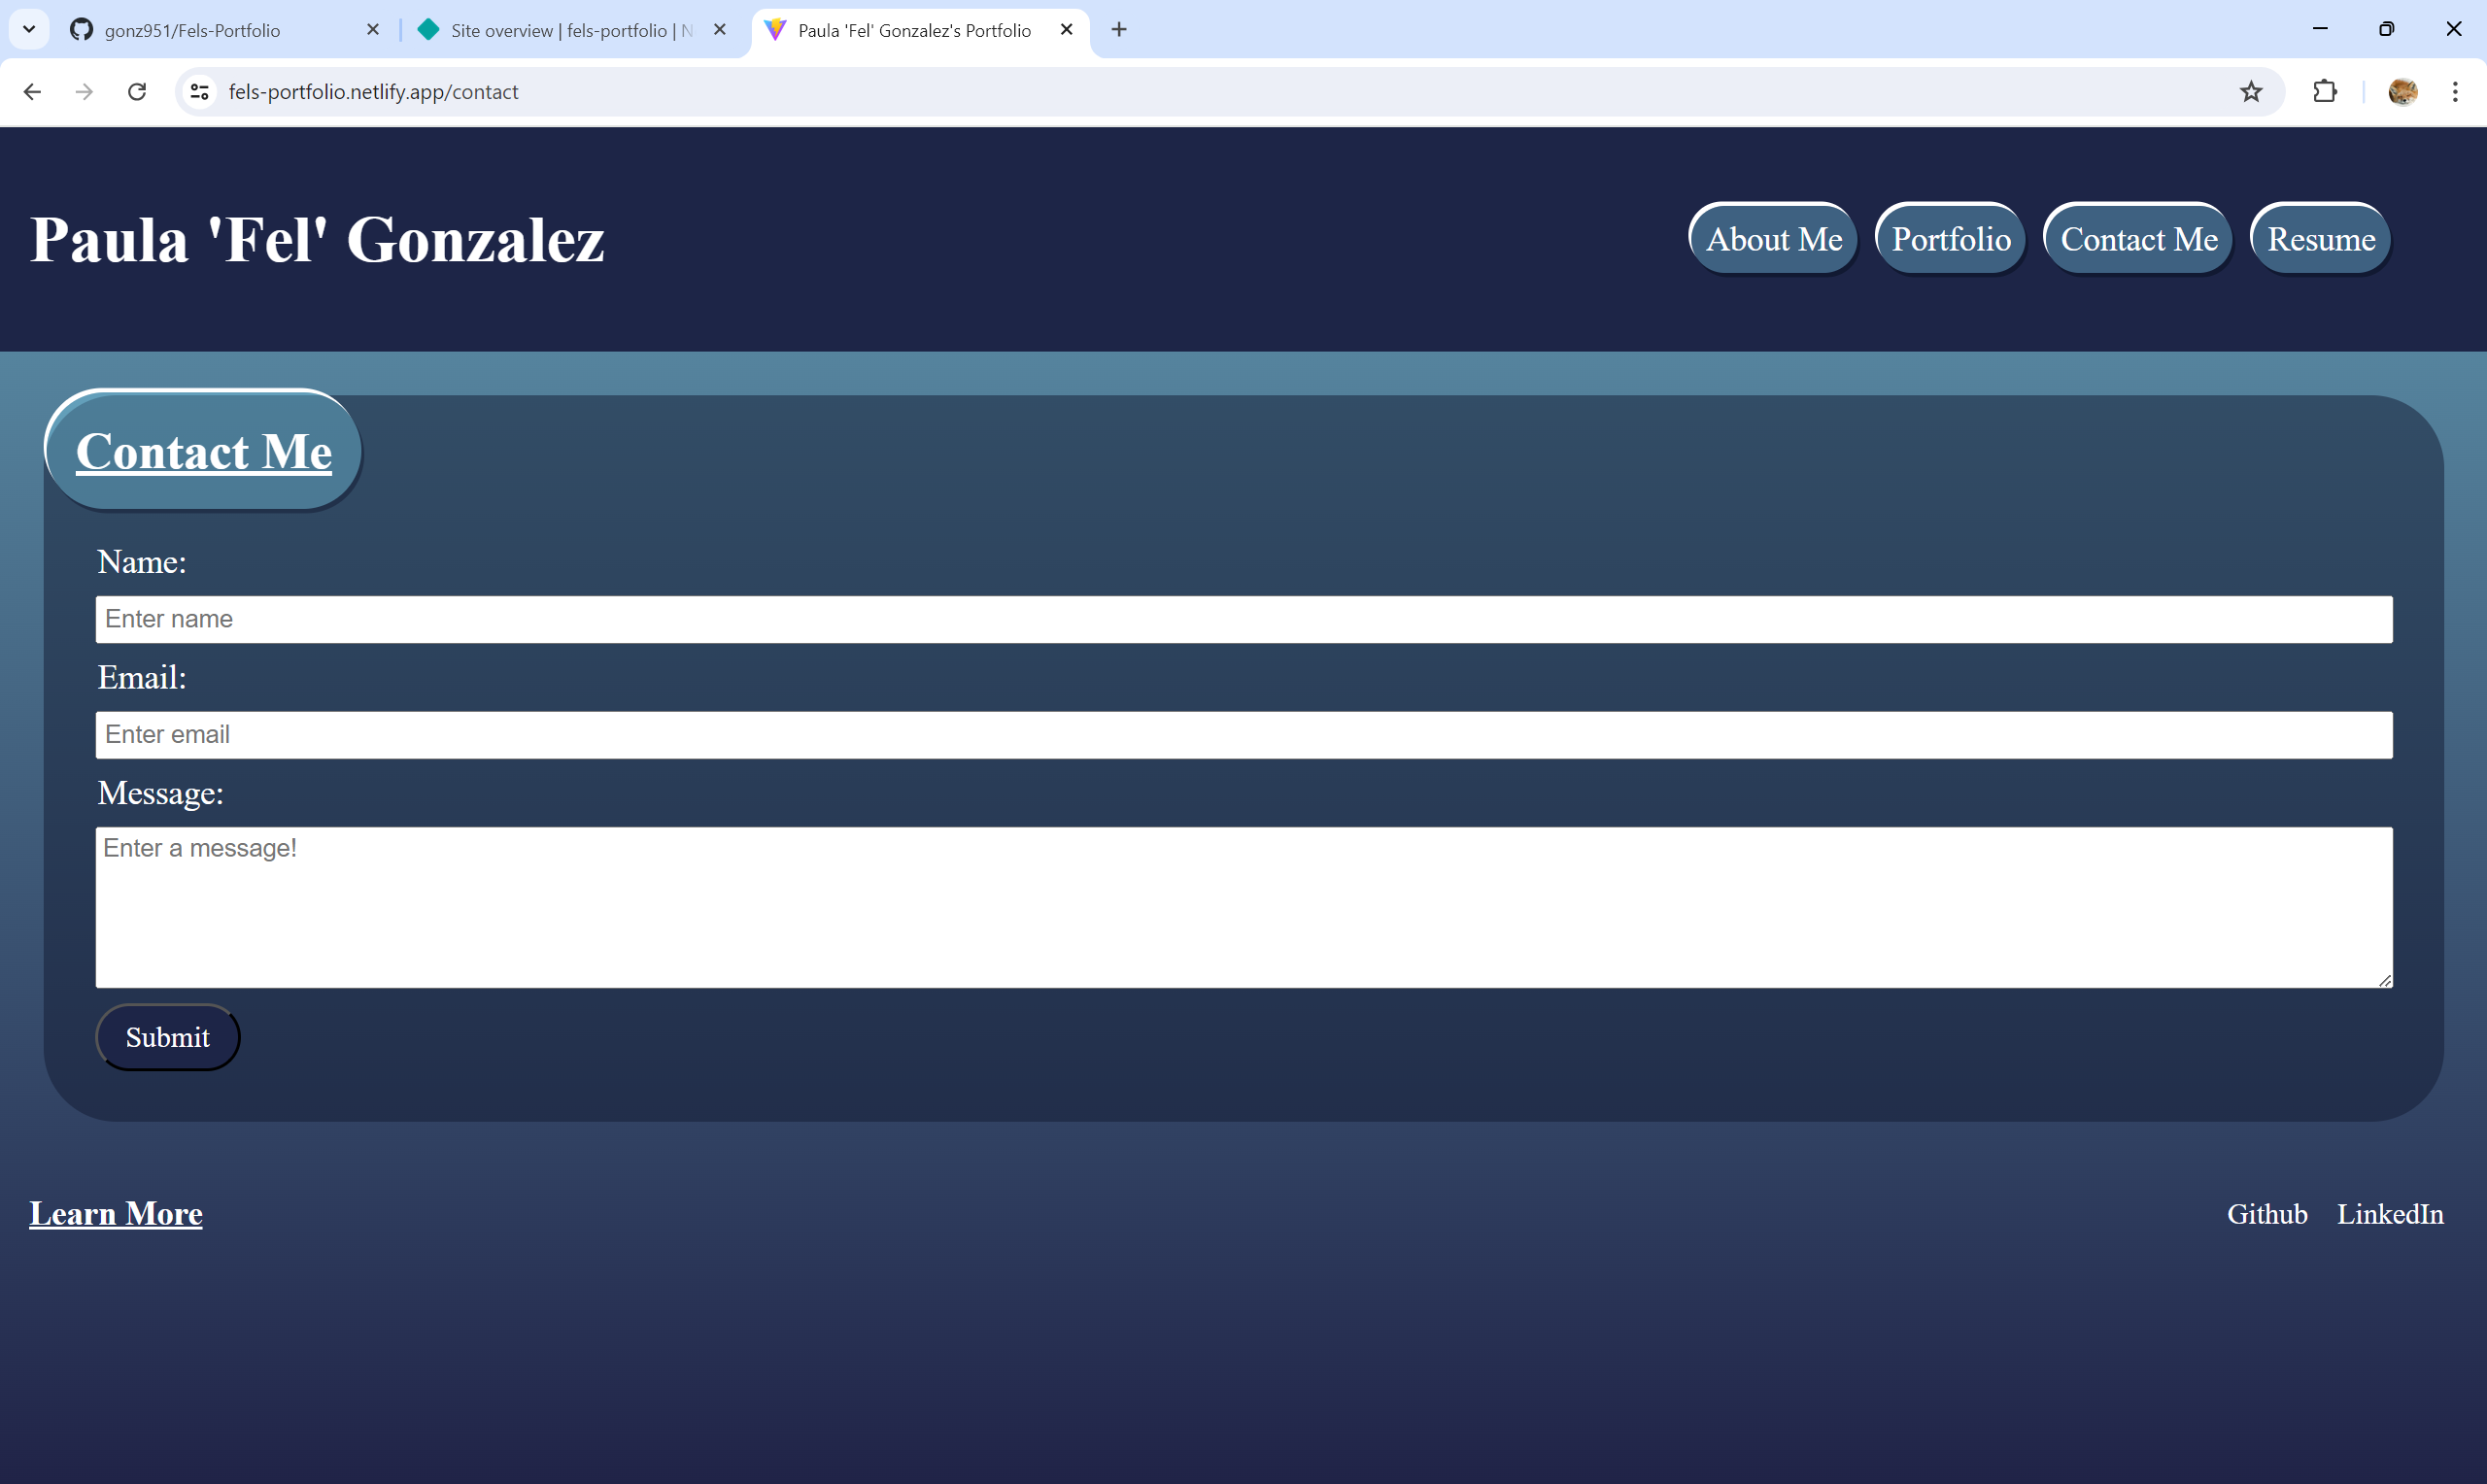 gonz951/Fels-Portfolio
Site overview | fels-portfolio | N
Paula 'Fel' Gonzalez's Portfolio
fels-portfolio.netlify.app/contact
Paula 'Fel' Gonzalez
About Me
Portfolio
Contact Me
Resume
Contact Me
Name:
Enter name
Email:
Enter email
Message:
Enter a message!
Submit
Learn More
Github
LinkedIn